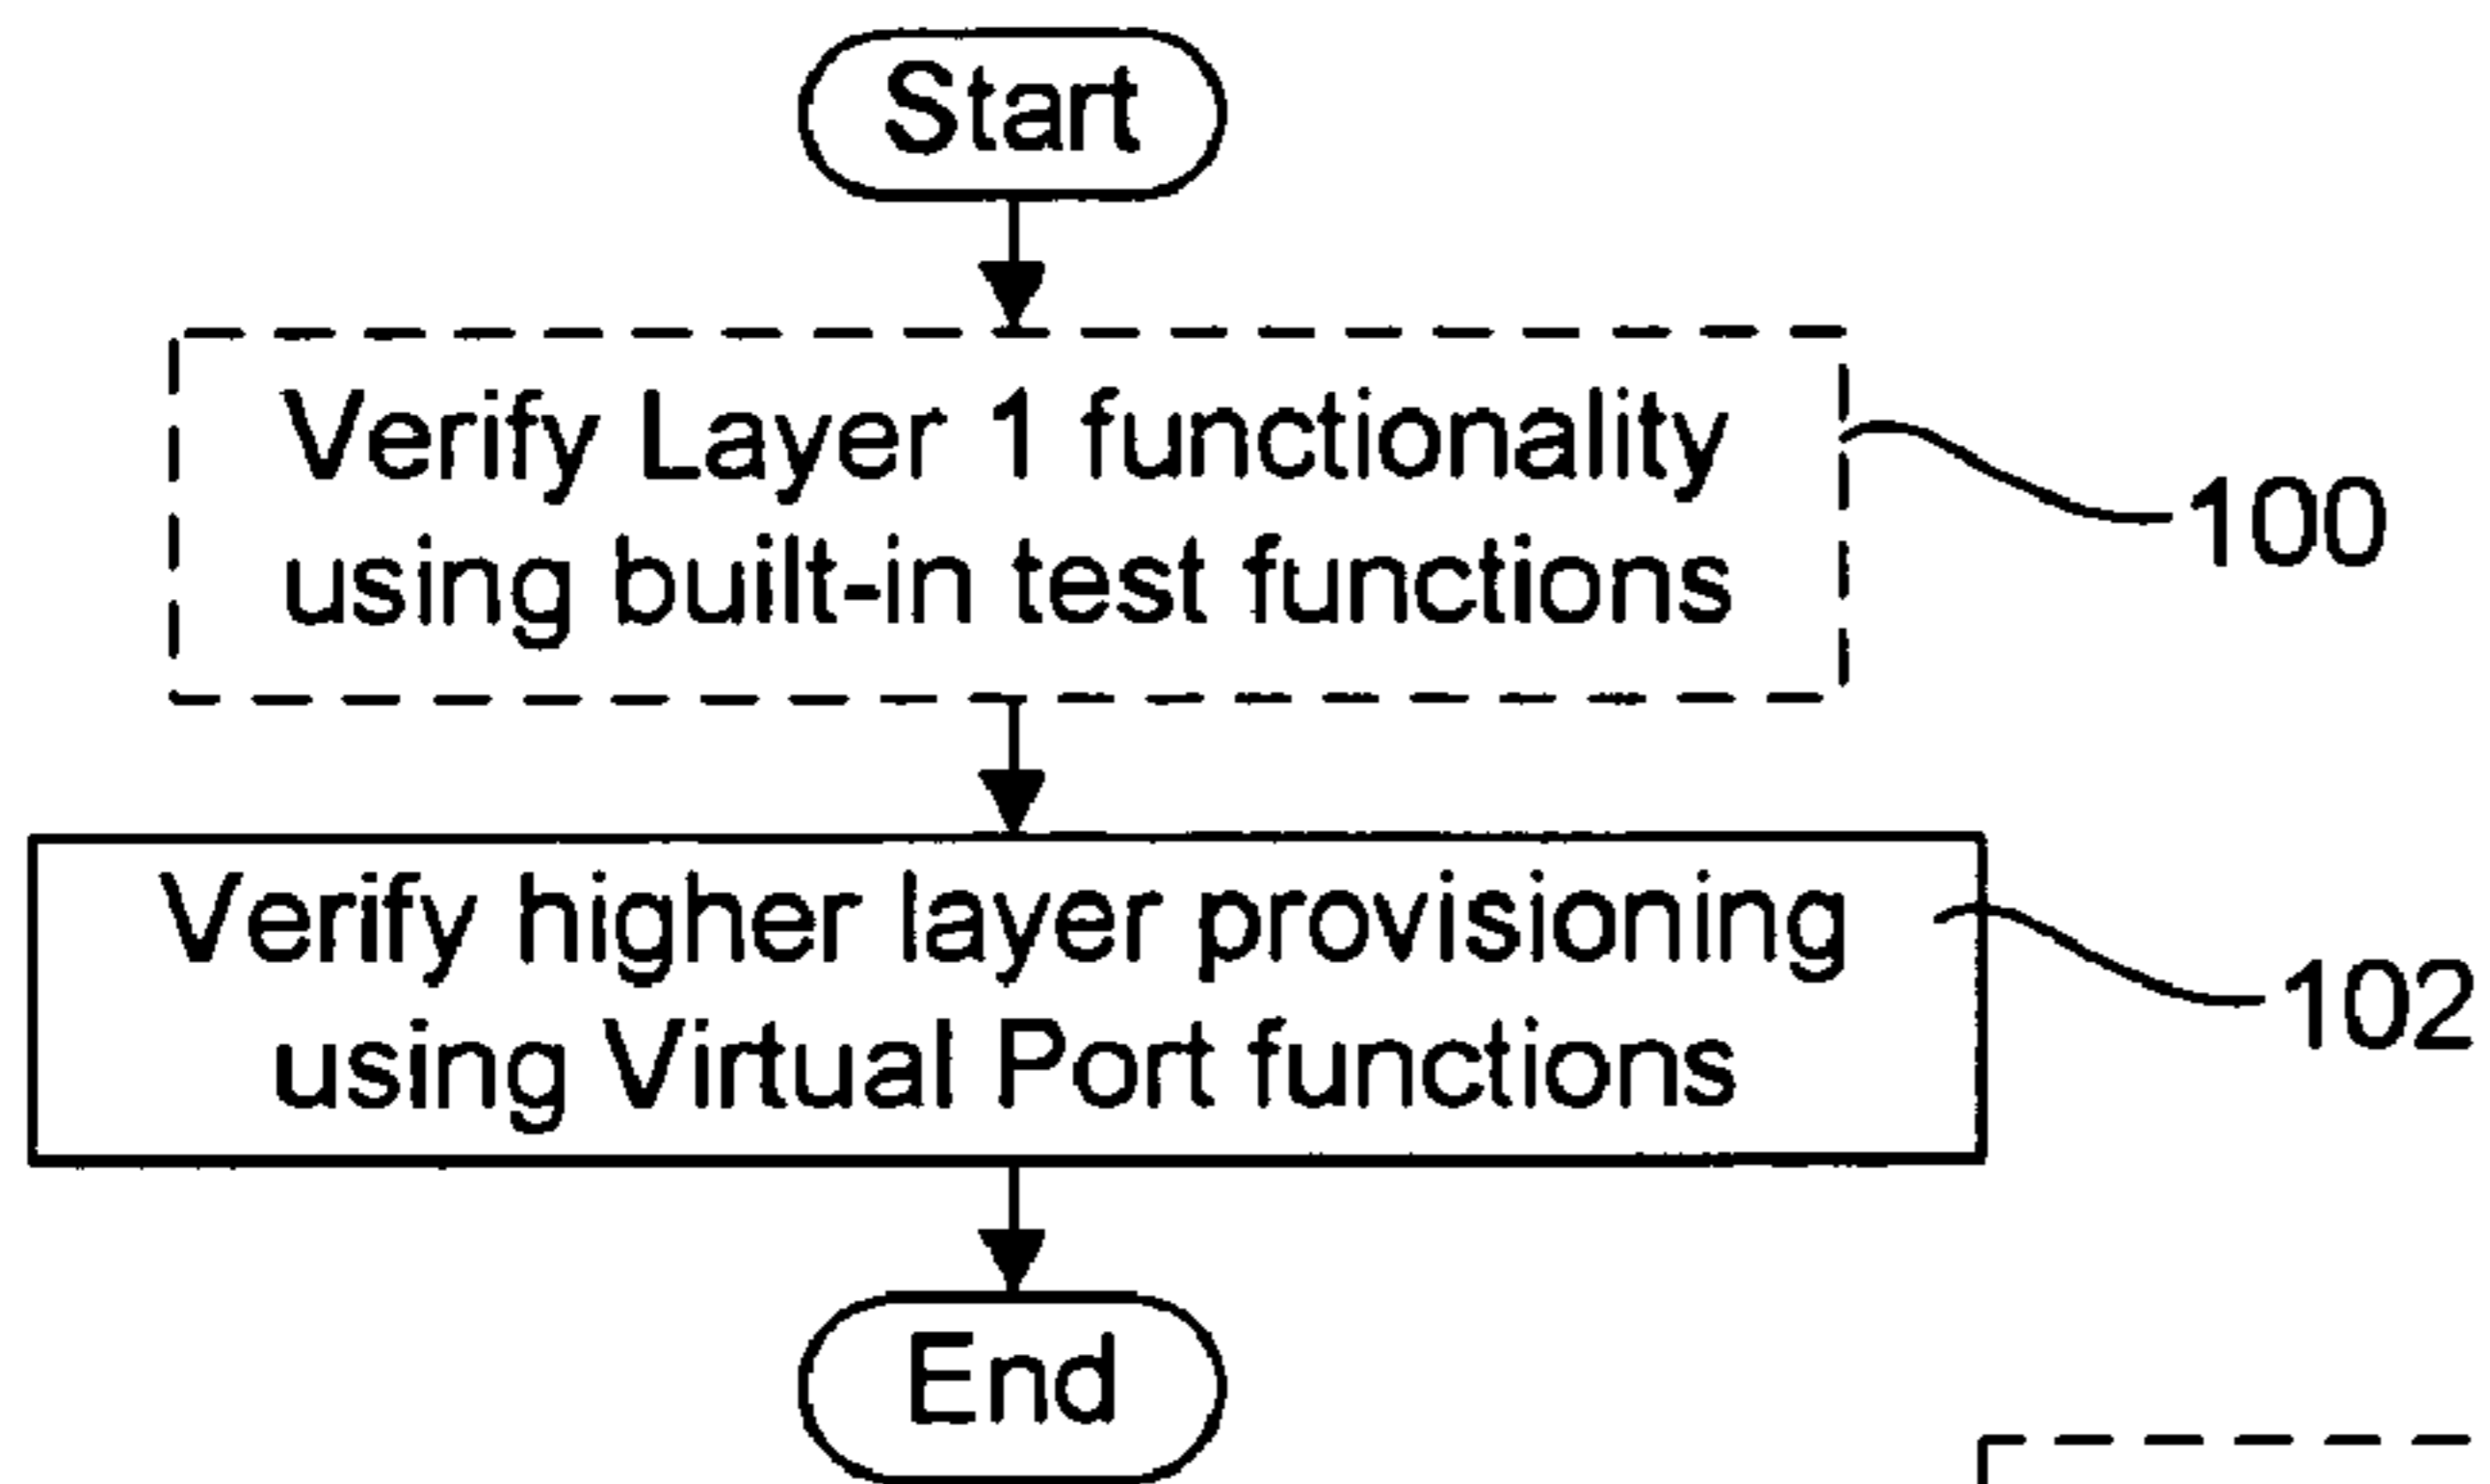 Start
Verify Layer 1 functionality
using built-in test functions
100
Verify higher layer provisioning
using Virtual Port functions
102
End